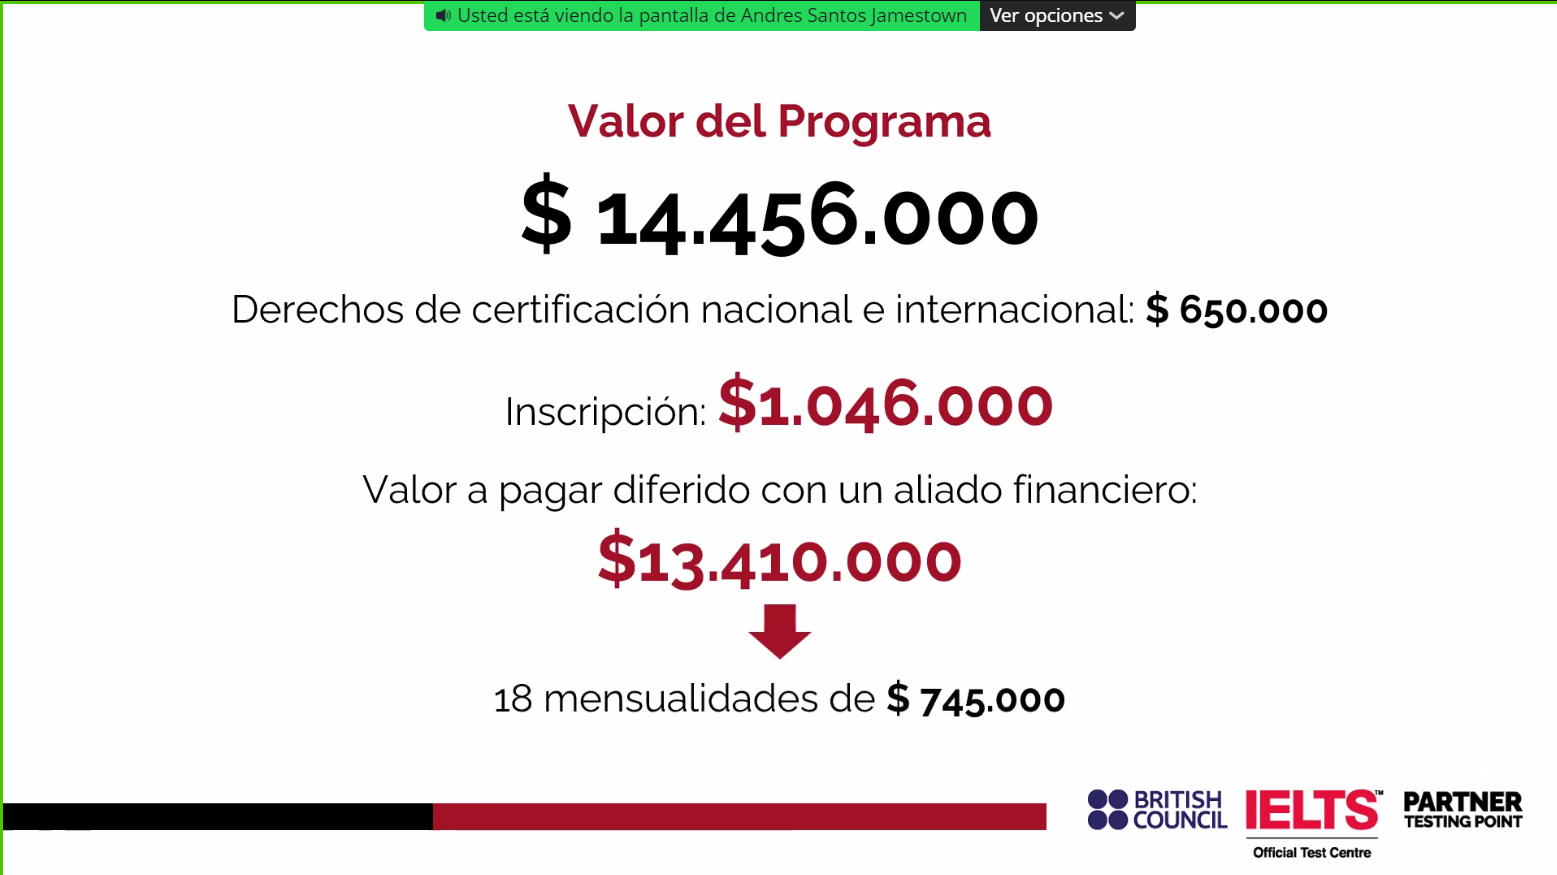 Usted está viendo la pantalla de Andres Santos Jamestown Ver opciones
Valor del Programa
$ 14.456.000
Derechos de certificación nacional e internacional: $ 650.000
Inscripción: $1.046.000
Valor a pagar diferido con un aliado financiero:
$13.410.000
18 mensualidades de $ 745.000
BRITISH
COUNCIL
IELTS™
Official Test Centre
PARTNER
TESTING POINT